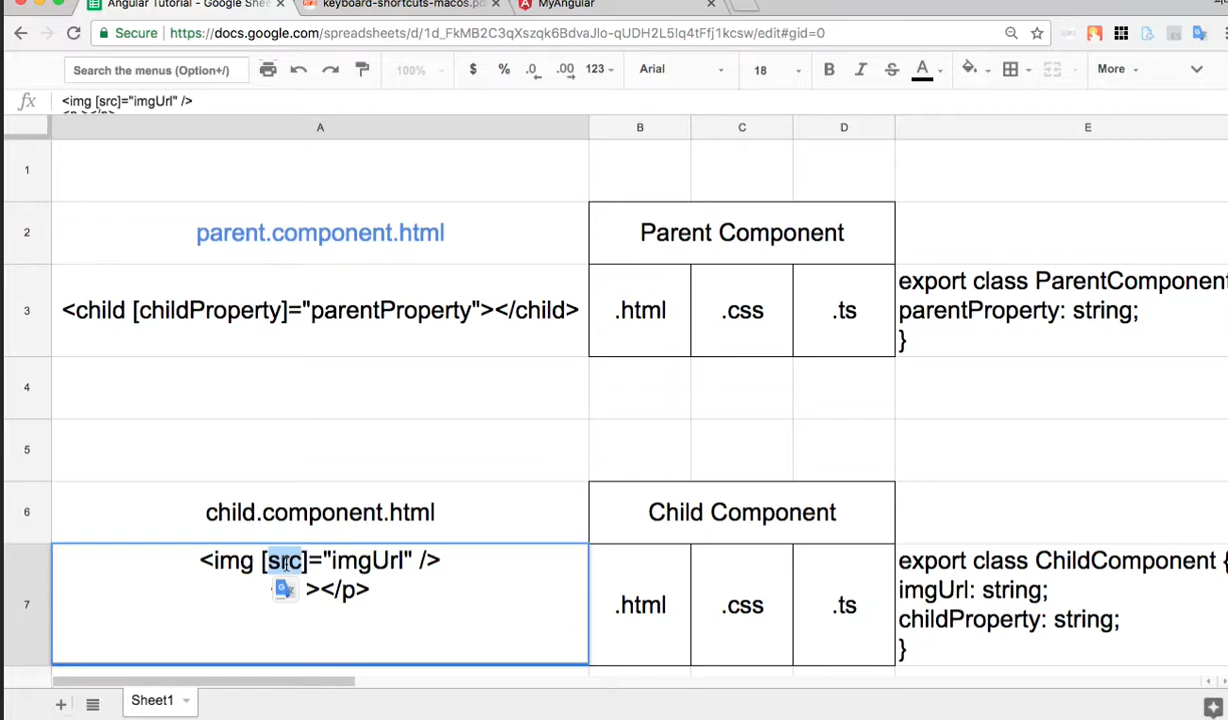 Angular Tutorial - Google Shee
keyboard-shortcuts-macos.pd
MyAngular
Secure
https://docs.google.com/spreadsheets/d/1d_FkMB2C3qXszqk6BdvaJlo-qUDH2L5Iq4tFfj1kcsw/edit#gid=0
Search the menus (Option+/)
100%
$ % .0 .00 123
Arial
18
B I S A
More
fx
<img [src]="imgUrl" />
A B C D E
1
2
parent.component.html
Parent Component
3
<child [childProperty]="parentProperty"></child>
.html
.css
.ts
export class ParentComponent
parentProperty: string;
}
4
5
6
child.component.html
Child Component
7
<img [src]="imgUrl" />
></p>
.html
.css
.ts
export class ChildComponent {
imgUrl: string;
childProperty: string;
}
+
Sheet1